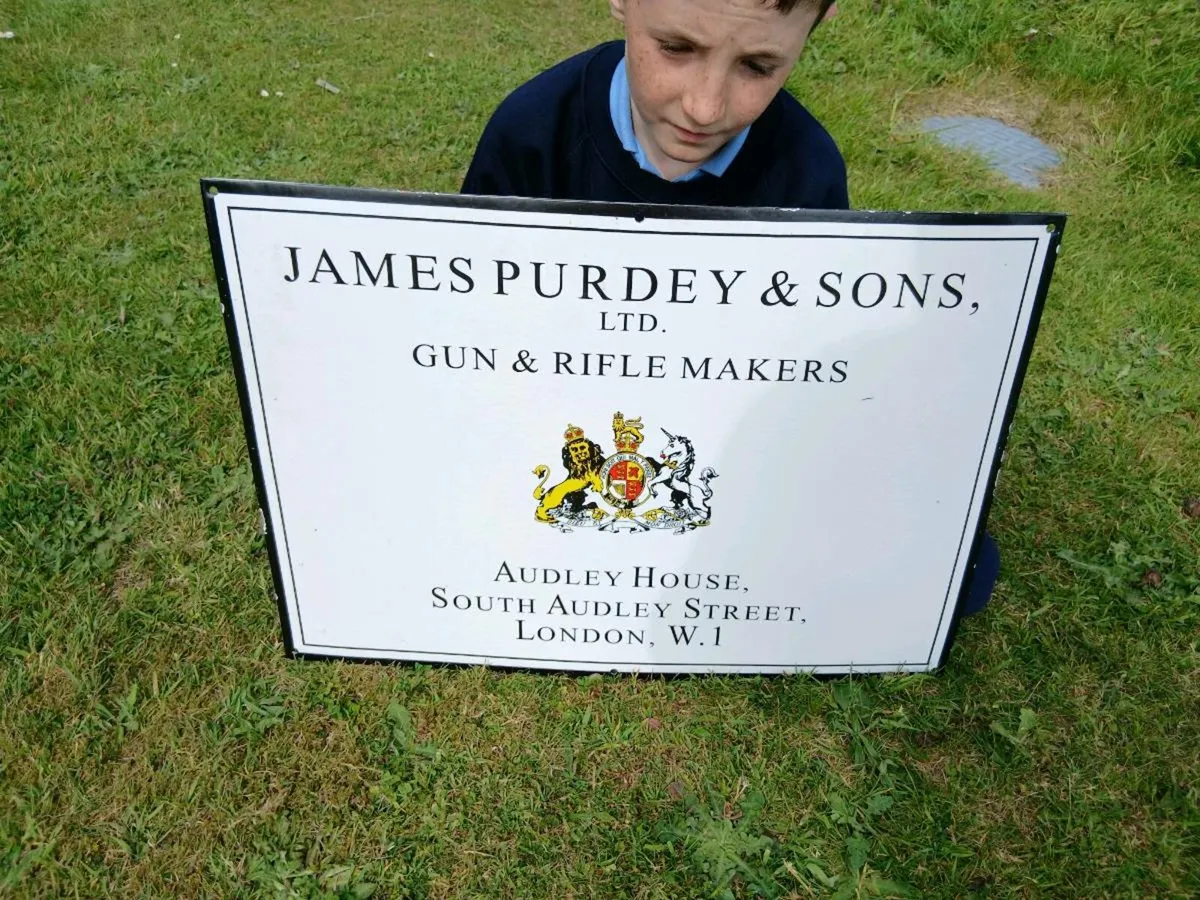 JAMES PURDEY & SONS,
LTD.
GUN & RIFLE MAKERS
AUDLEY HOUSE,
SOUTH AUDLEY STREET,
LONDON, W.1